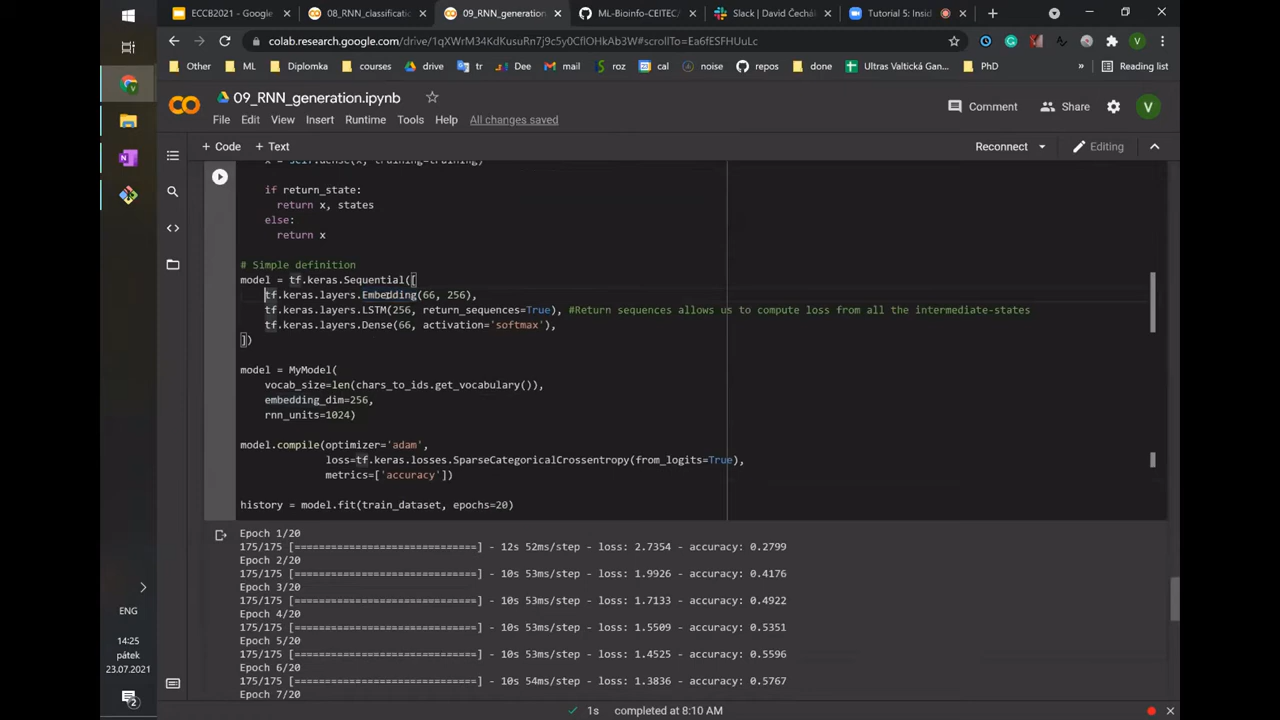 ECCB2021 - Google
08_RNN_classificatio
09_RNN_generation
ML-Bioinfo-CEITEC/
Slack | David Čechák
Tutorial 5: Insid
colab.research.google.com/drive/1qXWrM34KdKusuRn7j9c5y0CflOHkAb3W#scrollTo=Ea6fESFHUuLc
Other
ML
Diplomka
courses
drive
tr
Dee
mail
roz
cal
noise
repos
done
Ultras Valtická Gan
PhD
»
Reading list
09_RNN_generation.ipynb
Comment
Share
V
File Edit View Insert Runtime Tools Help All changes saved
+ Code + Text
Reconnect
Editing
x = self.dense(x, training=training)
if return_state:
return x, states
else:
return x
# Simple definition
model = tf.keras.Sequential([
tf.keras.layers.Embedding(66, 256),
tf.keras.layers.LSTM(256, return_sequences=True), #Return sequences allows us to compute loss from all the intermediate-states
tf.keras.layers.Dense(66, activation='softmax'),
])
model = MyModel(
vocab_size=len(chars_to_ids.get_vocabulary()),
embedding_dim=256,
rnn_units=1024)
model.compile(optimizer='adam',
loss=tf.keras.losses.SparseCategoricalCrossentropy(from_logits=True),
metrics=['accuracy'])
history = model.fit(train_dataset, epochs=20)
Epoch 1/20
175/175 [==============================] - 12s 52ms/step - loss: 2.7354 - accuracy: 0.2799
Epoch 2/20
175/175 [==============================] - 10s 53ms/step - loss: 1.9926 - accuracy: 0.4176
Epoch 3/20
175/175 [==============================] - 10s 53ms/step - loss: 1.7133 - accuracy: 0.4922
Epoch 4/20
175/175 [==============================] - 10s 53ms/step - loss: 1.5509 - accuracy: 0.5351
Epoch 5/20
175/175 [==============================] - 10s 53ms/step - loss: 1.4525 - accuracy: 0.5596
Epoch 6/20
175/175 [==============================] - 10s 54ms/step - loss: 1.3836 - accuracy: 0.5767
Epoch 7/20
1s completed at 8:10 AM
ENG
14:25
pátek
23.07.2021
2